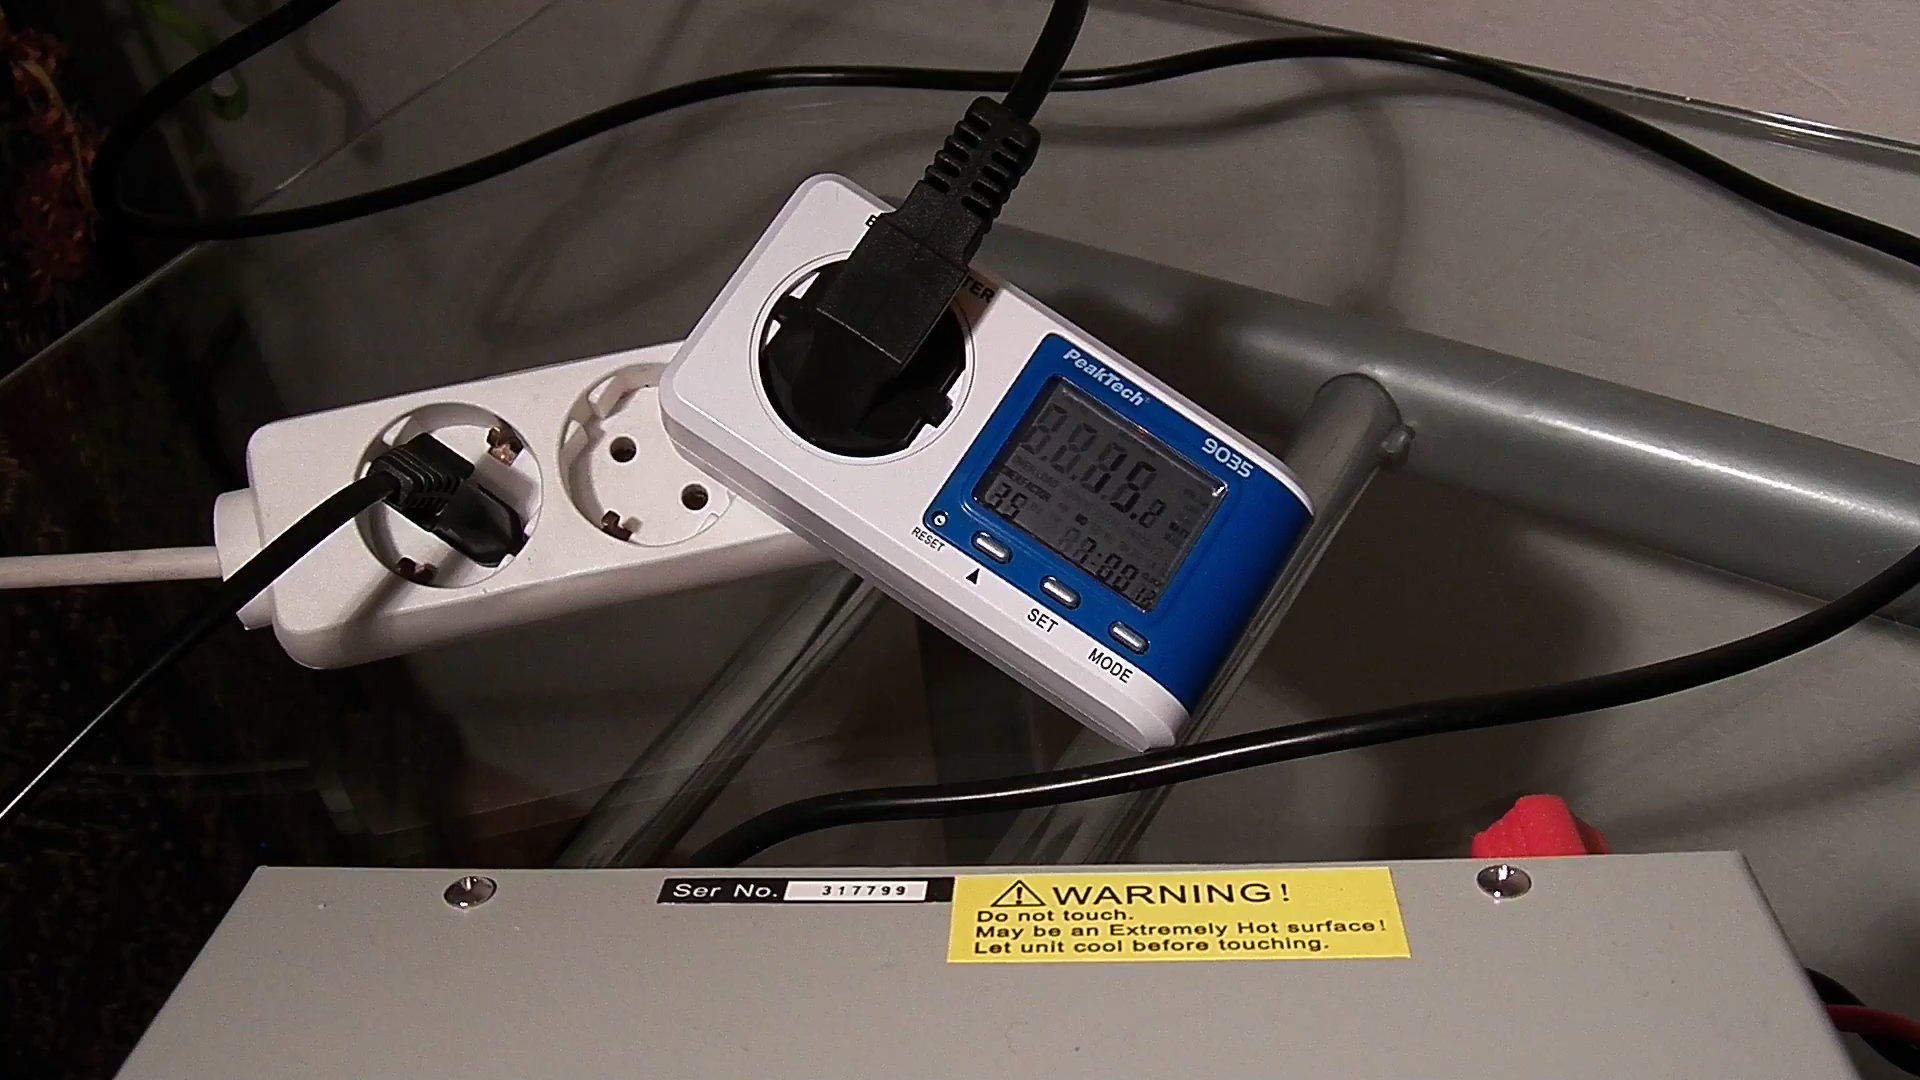 TER
PeakTech®
9035
RESET
SET
MODE
Ser No. 317799
WARNING!
Do not touch.
May be an Extremely Hot surface!
Let unit cool before touching.